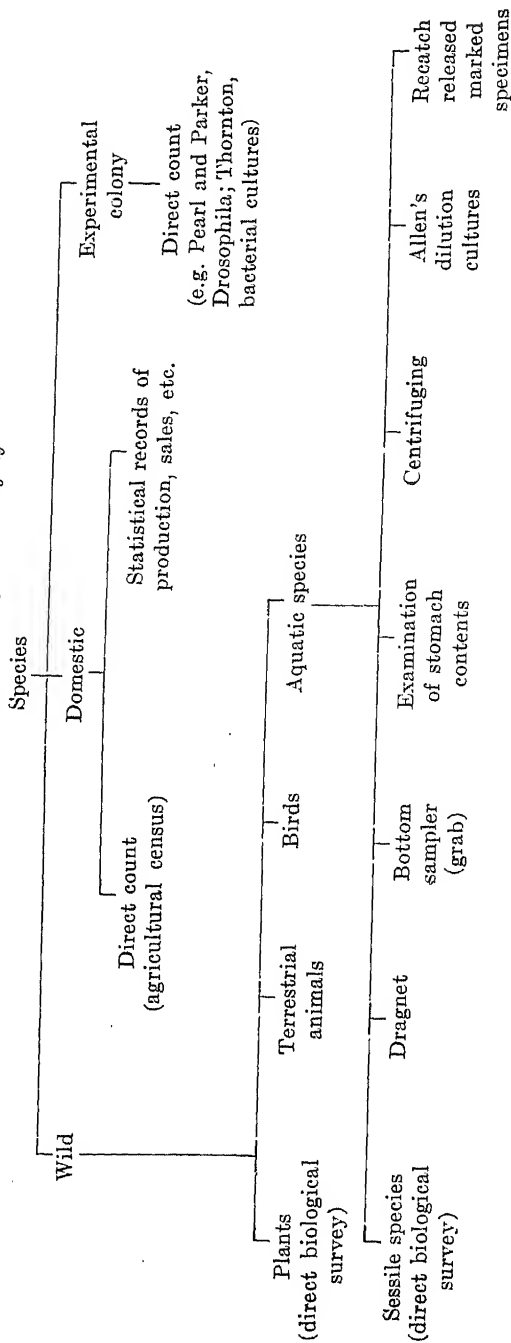 Species
Wild
Domestic
Experimental
colony
Direct count
(agricultural census)
Statistical records of
production, sales, etc.
Direct count
(e.g. Pearl and Parker,
Drosophila; Thornton,
bacterial cultures)
Plants
(direct biological
survey)
Terrestrial
animals
Birds
Aquatic species
Sessile species
(direct biological
survey)
Dragnet
Bottom
sampler
(grab)
Examination
of stomach
contents
Centrifuging
Allen's
dilution
cultures
Recatch
released
marked
specimens